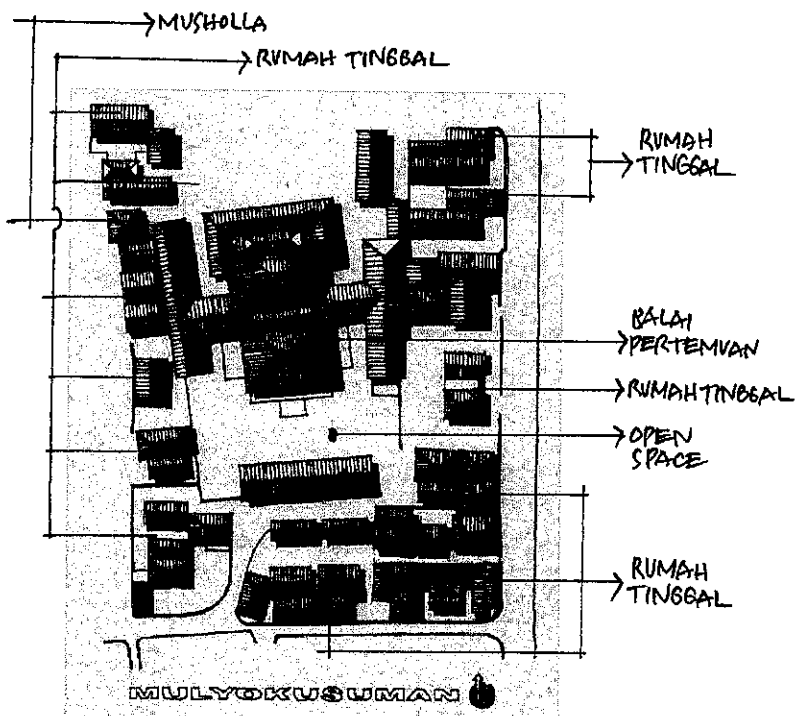 MUSHOLLA
RUMAH TINGGAL
RUMAH
TINGGAL
BALAI
PERTEMUAN
RUMAH TINGGAL
OPEN
SPACE
RUMAH
TINGGAL
MULYOKUSUMAN